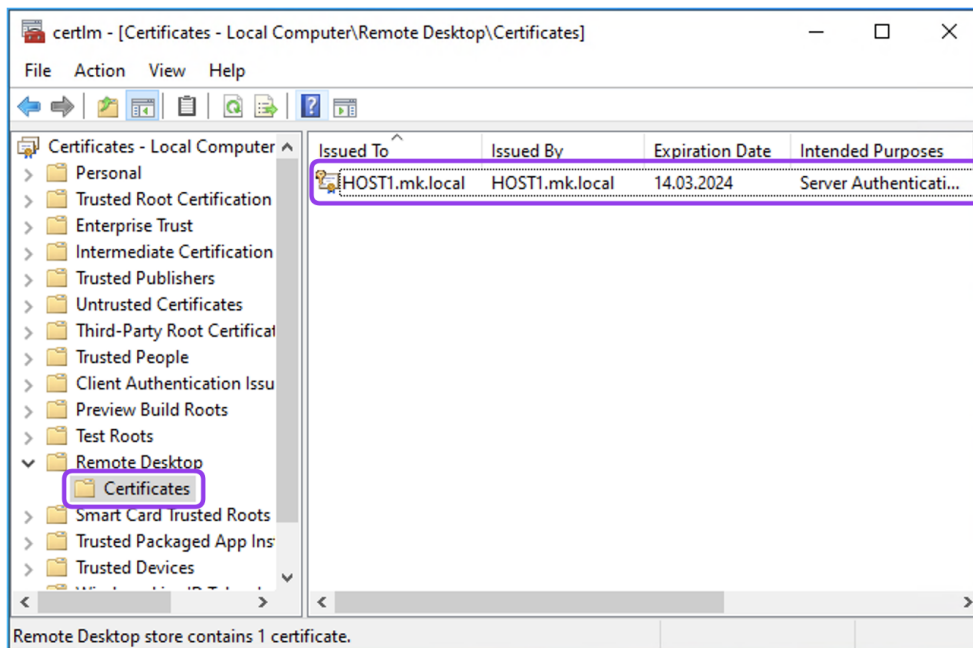 certlm - [Certificates - Local Computer\Remote Desktop\Certificates]
File Action View Help
Certificates - Local Computer
Personal
Trusted Root Certification
Enterprise Trust
Intermediate Certification
Trusted Publishers
Untrusted Certificates
Third-Party Root Certificat
Trusted People
Client Authentication Issu
Preview Build Roots
Test Roots
Remote Desktop
Certificates
Smart Card Trusted Roots
Trusted Packaged App Ins
Trusted Devices
Issued To Issued By Expiration Date Intended Purposes
HOST1.mk.local HOST1.mk.local 14.03.2024 Server Authenticati...
Remote Desktop store contains 1 certificate.